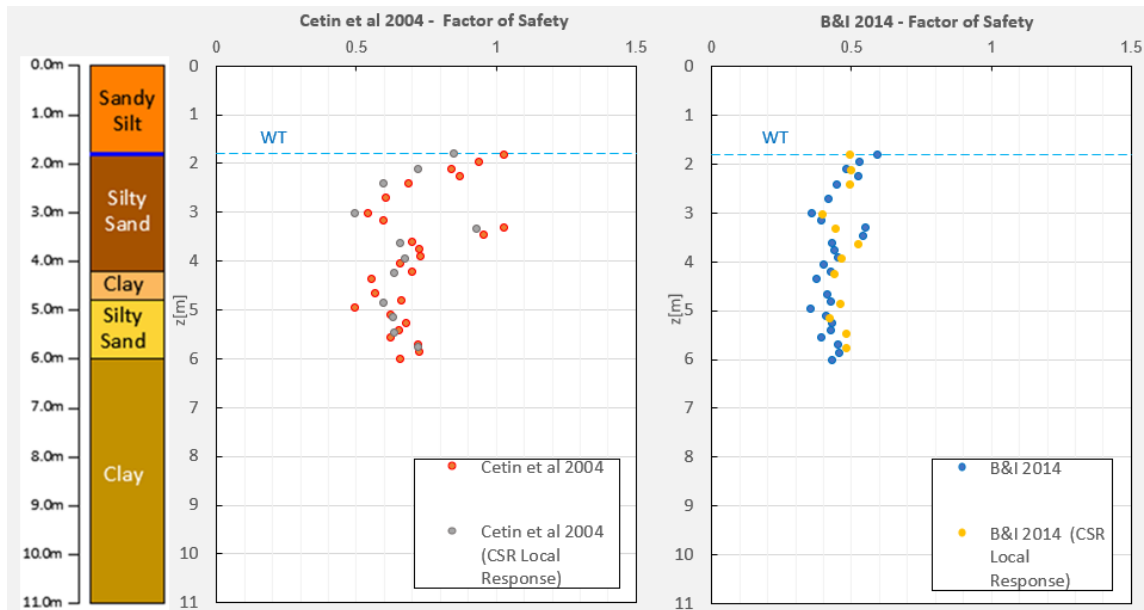 Cetin et al 2004 - Factor of Safety
0 0.5 1 1.5
B&I 2014 - Factor of Safety
0 0.5 1 1.5
0.0m
1.0m
2.0m
3.0m
4.0m
5.0m
6.0m
7.0m
8.0m
9.0m
10.0m
11.0m
Sandy
Silt
Silty
Sand
Clay
Silty
Sand
Clay
0
1
2
3
4
5
6
7
8
9
10
11
z[m]
WT
Cetin et al 2004
Cetin et al 2004
(CSR Local
Response)
0
1
2
3
4
5
6
7
8
9
10
11
z[m]
WT
B&I 2014
B&I 2014 (CSR
Local
Response)